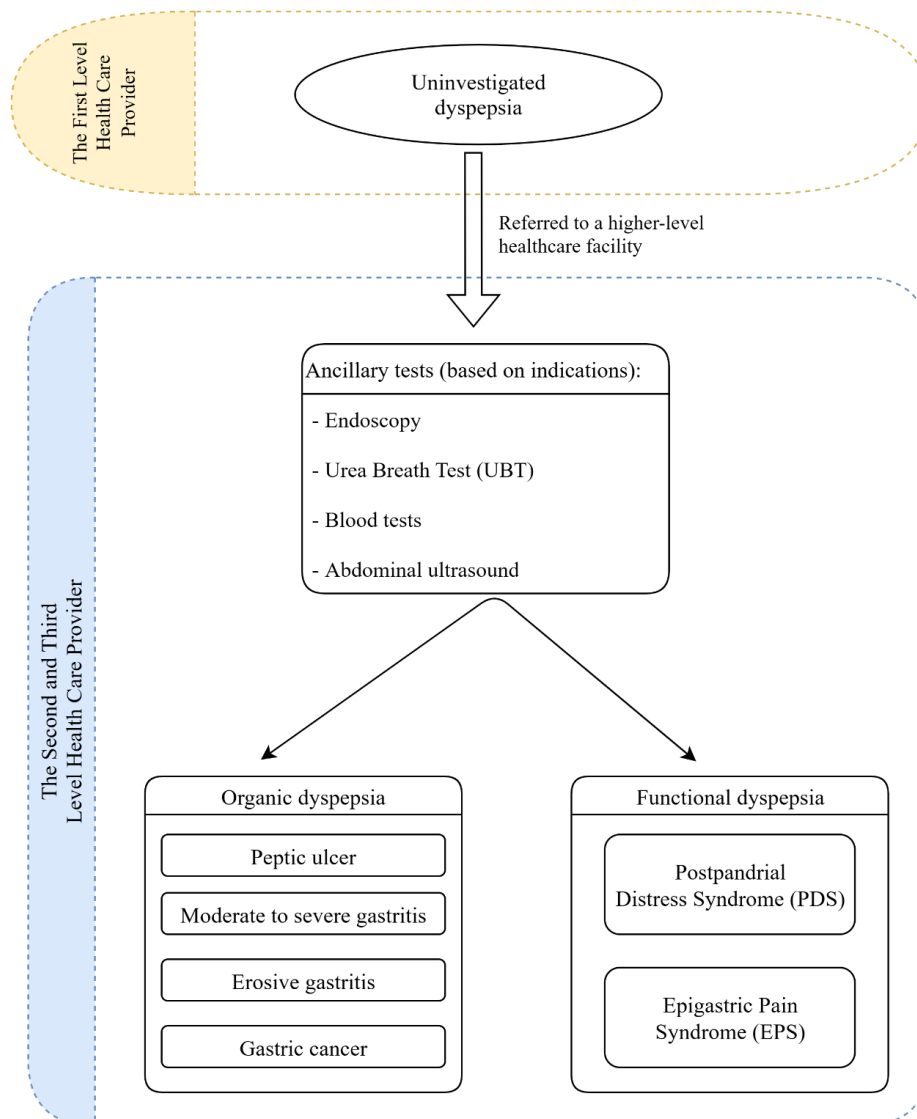 The First Level
Health Care
Provider
Uninvestigated
dyspepsia
Referred to a higher-level
healthcare facility
The Second and Third
Level Health Care Provider
Ancillary tests (based on indications):
- Endoscopy
- Urea Breath Test (UBT)
- Blood tests
- Abdominal ultrasound
Organic dyspepsia
Peptic ulcer
Moderate to severe gastritis
Erosive gastritis
Gastric cancer
Functional dyspepsia
Postpandrial
Distress Syndrome (PDS)
Epigastric Pain
Syndrome (EPS)